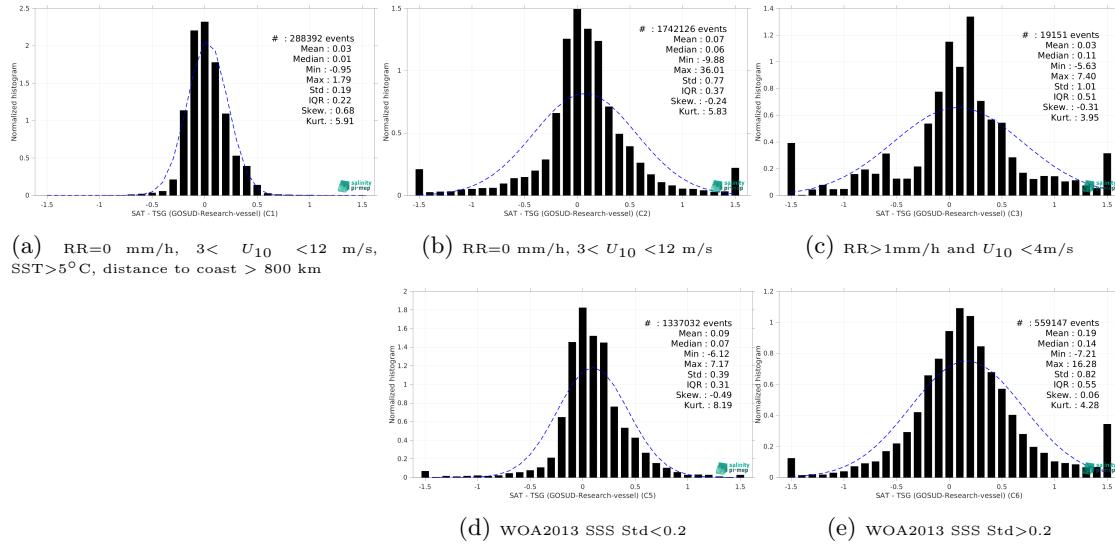 2.5
2
1.5
1
0.5
0
Normalized histogram
# : 288392 events
Mean : 0.03
Median : 0.01
Min : -0.95
Max : 1.79
Std : 0.19
IQR : 0.22
Skew. : 0.68
Kurt. : 5.91
salinity
pi-mep
-1.5 -1 -0.5 0 0.5 1 1.5
SAT - TSG (GOSUD-Research-vessel) (C1)
(a) RR=0 mm/h, 3< U10 <12 m/s,
SST>5°C, distance to coast > 800 km
1.5
1
0.5
0
Normalized histogram
# : 1742126 events
Mean : 0.07
Median : 0.06
Min : -9.88
Max : 36.01
Std : 0.77
IQR : 0.37
Skew. : -0.24
Kurt. : 5.83
salinity
pi-mep
-1.5 -1 -0.5 0 0.5 1 1.5
SAT - TSG (GOSUD-Research-vessel) (C2)
(b) RR=0 mm/h, 3< U10 <12 m/s
1.4
1.2
1
0.8
0.6
0.4
0.2
0
Normalized histogram
# : 19151 events
Mean : 0.03
Median : 0.11
Min : -5.63
Max : 7.40
Std : 1.01
IQR : 0.51
Skew. : -0.31
Kurt. : 3.95
salinity
pi-mep
-1.5 -1 -0.5 0 0.5 1 1.5
SAT - TSG (GOSUD-Research-vessel) (C3)
(c) RR>1mm/h and U10 <4m/s
2
1.8
1.6
1.4
1.2
1
0.8
0.6
0.4
0.2
0
Normalized histogram
# : 1337032 events
Mean : 0.09
Median : 0.07
Min : -6.12
Max : 7.17
Std : 0.39
IQR : 0.31
Skew. : -0.49
Kurt. : 8.19
salinity
pi-mep
-1.5 -1 -0.5 0 0.5 1 1.5
SAT - TSG (GOSUD-Research-vessel) (C5)
(d) WOA2013 SSS Std<0.2
1.2
1
0.8
0.6
0.4
0.2
0
Normalized histogram
# : 559147 events
Mean : 0.19
Median : 0.14
Min : -7.21
Max : 16.28
Std : 0.82
IQR : 0.55
Skew. : 0.06
Kurt. : 4.28
salinity
pi-mep
-1.5 -1 -0.5 0 0.5 1 1.5
SAT - TSG (GOSUD-Research-vessel) (C6)
(e) WOA2013 SSS Std>0.2